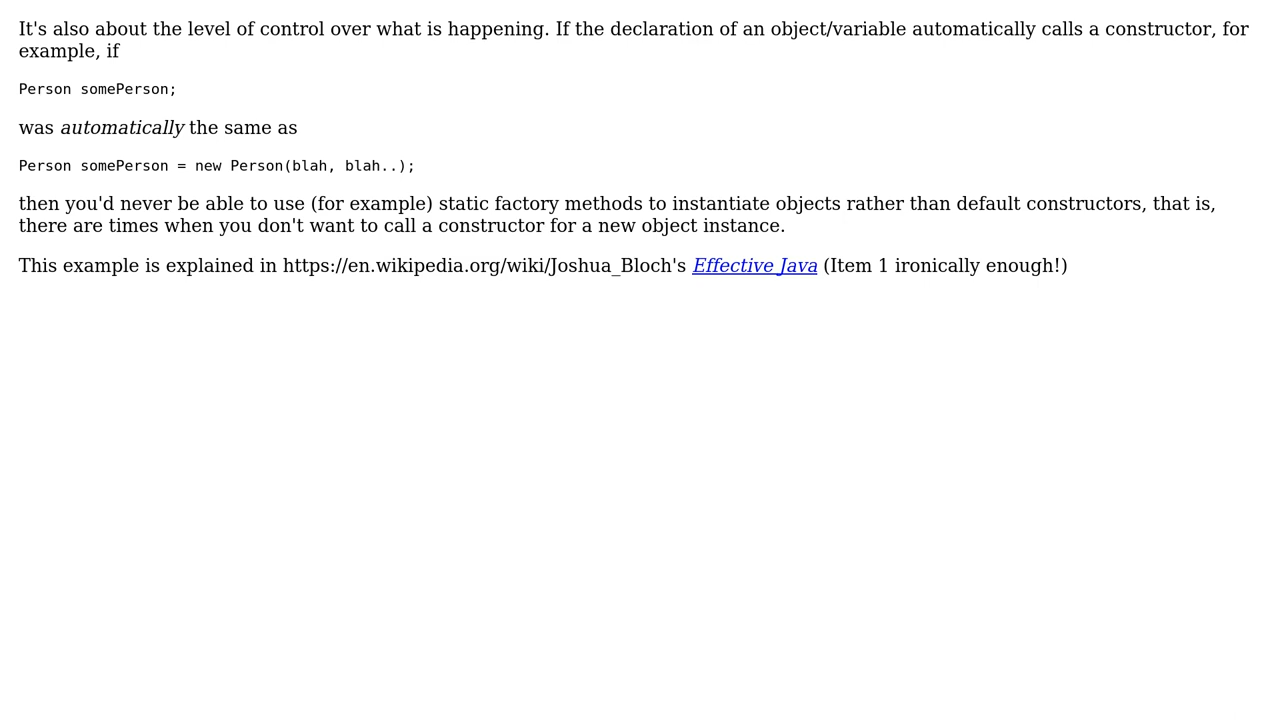 It's also about the level of control over what is happening. If the declaration of an object/variable automatically calls a constructor, for
example, if
Person somePerson;
was automatically the same as
Person somePerson = new Person(blah, blah..);
then you'd never be able to use (for example) static factory methods to instantiate objects rather than default constructors, that is,
there are times when you don't want to call a constructor for a new object instance.
This example is explained in https://en.wikipedia.org/wiki/Joshua_Bloch's Effective Java (Item 1 ironically enough!)